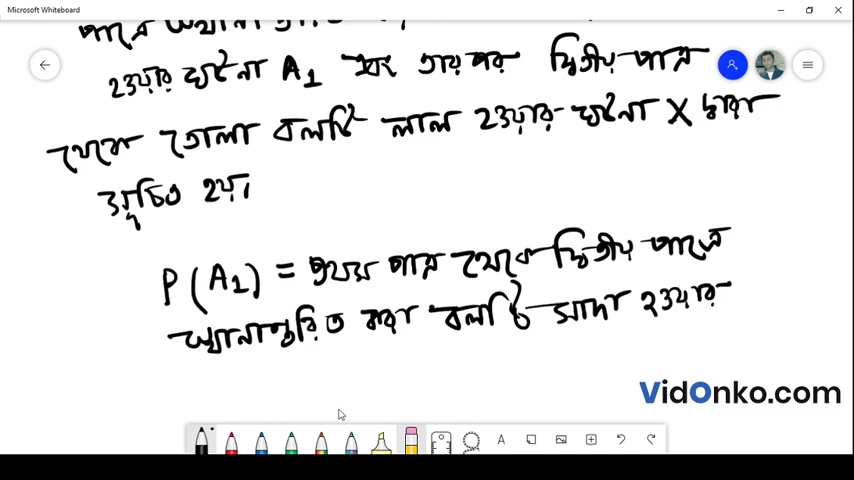 Microsoft Whiteboard
পাত্রে
হওয়ার ঘটনা A₁ এবং তারপর দ্বিতীয় পাত্র
থেকে তোলা বলটি লাল হওয়ার ঘটনা X দ্বারা
সূচিত হয়।
P(A₁) = প্রথম পাত্র থেকে দ্বিতীয় পাত্রে
স্থানান্তরিত করা বলটি সাদা হওয়ার
VidOnko.com